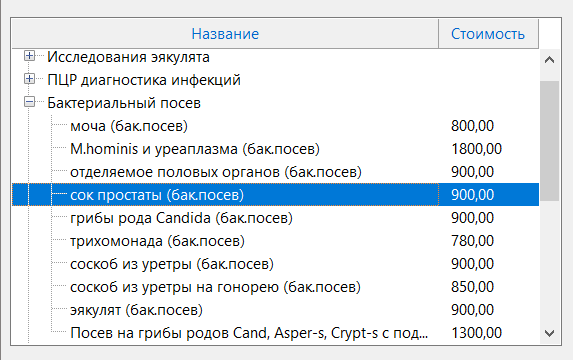 Название Стоимость
Исследования эякулята
ПЦР диагностика инфекций
Бактериальный посев
моча (бак.посев) 800,00
M.hominis и уреаплазма (бак.посев) 1800,00
отделяемое половых органов (бак.посев) 900,00
сок простаты (бак.посев) 900,00
грибы рода Candida (бак.посев) 900,00
трихомонада (бак.посев) 780,00
соскоб из уретры (бак.посев) 900,00
соскоб из уретры на гонорею (бак.посев) 850,00
эякулят (бак.посев) 900,00
Посев на грибы родов Cand, Asper-s, Crypt-s с под... 1300,00